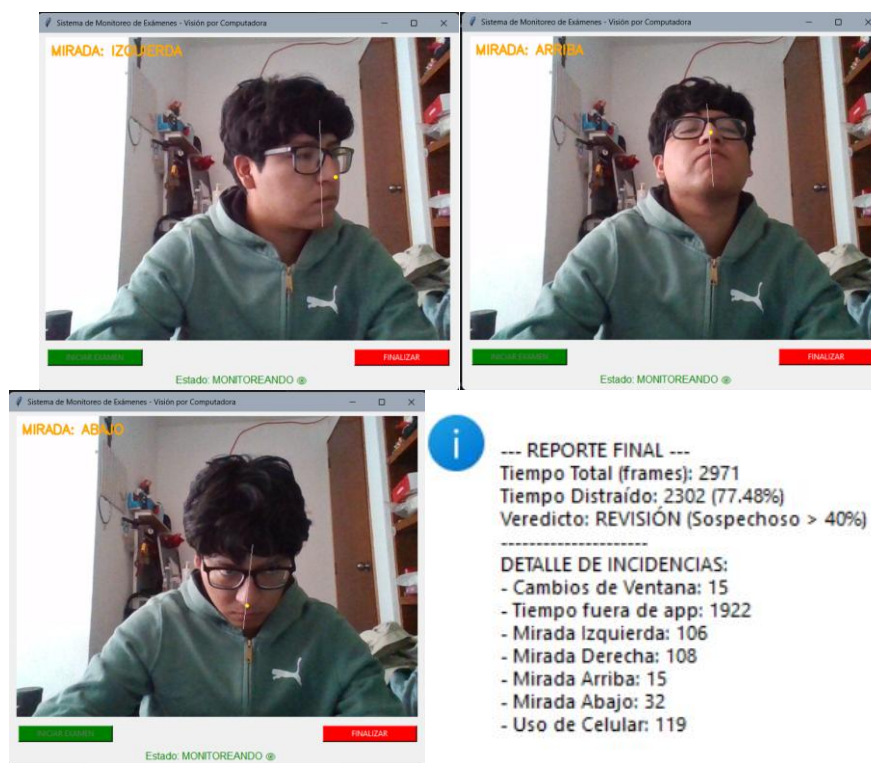 Sistema de Monitoreo de Exámenes - Visión por Computadora
MIRADA: IZQUIERDA
INICIAR EXAMEN
FINALIZAR
Estado: MONITOREANDO
Sistema de Monitoreo de Exámenes - Visión por Computadora
MIRADA: ARRIBA
INICIAR EXAMEN
FINALIZAR
Estado: MONITOREANDO
Sistema de Monitoreo de Exámenes - Visión por Computadora
MIRADA: ABAJO
INICIAR EXAMEN
FINALIZAR
Estado: MONITOREANDO
--- REPORTE FINAL ---
Tiempo Total (frames): 2971
Tiempo Distraído: 2302 (77.48%)
Veredicto: REVISIÓN (Sospechoso > 40%)
---------------------
DETALLE DE INCIDENCIAS:
- Cambios de Ventana: 15
- Tiempo fuera de app: 1922
- Mirada Izquierda: 106
- Mirada Derecha: 108
- Mirada Arriba: 15
- Mirada Abajo: 32
- Uso de Celular: 119